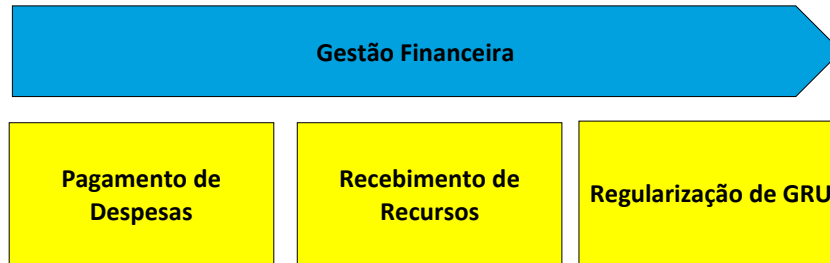 Gestão Financeira
Pagamento de
Despesas
Recebimento de
Recursos
Regularização de GRU